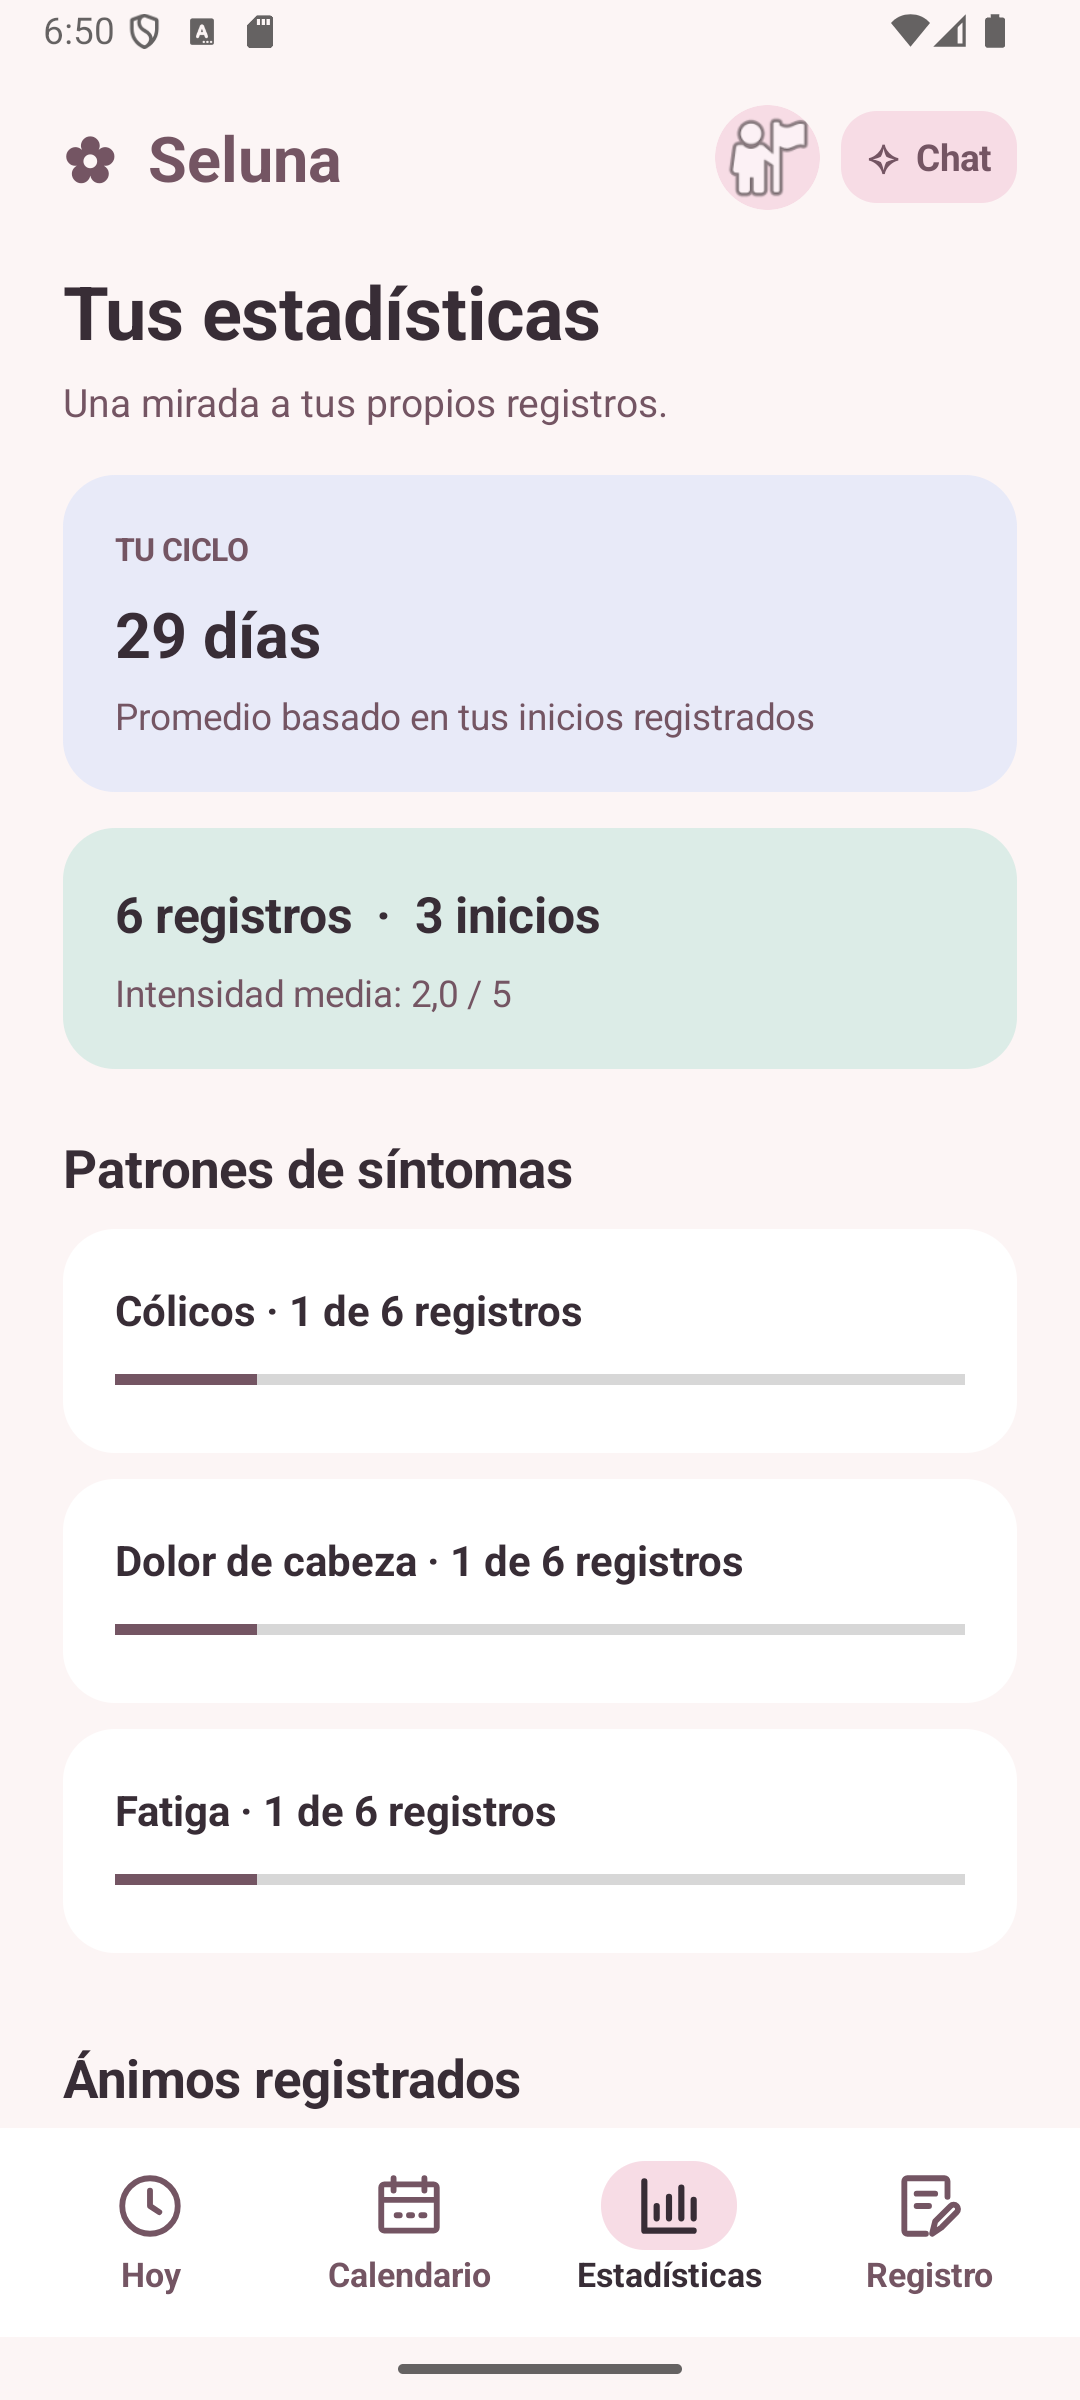 6:50
Seluna
Chat
Tus estadísticas
Una mirada a tus propios registros.
TU CICLO
29 días
Promedio basado en tus inicios registrados
6 registros · 3 inicios
Intensidad media: 2,0 / 5
Patrones de síntomas
Cólicos · 1 de 6 registros
Dolor de cabeza · 1 de 6 registros
Fatiga · 1 de 6 registros
Ánimos registrados
Hoy
Calendario
Estadísticas
Registro